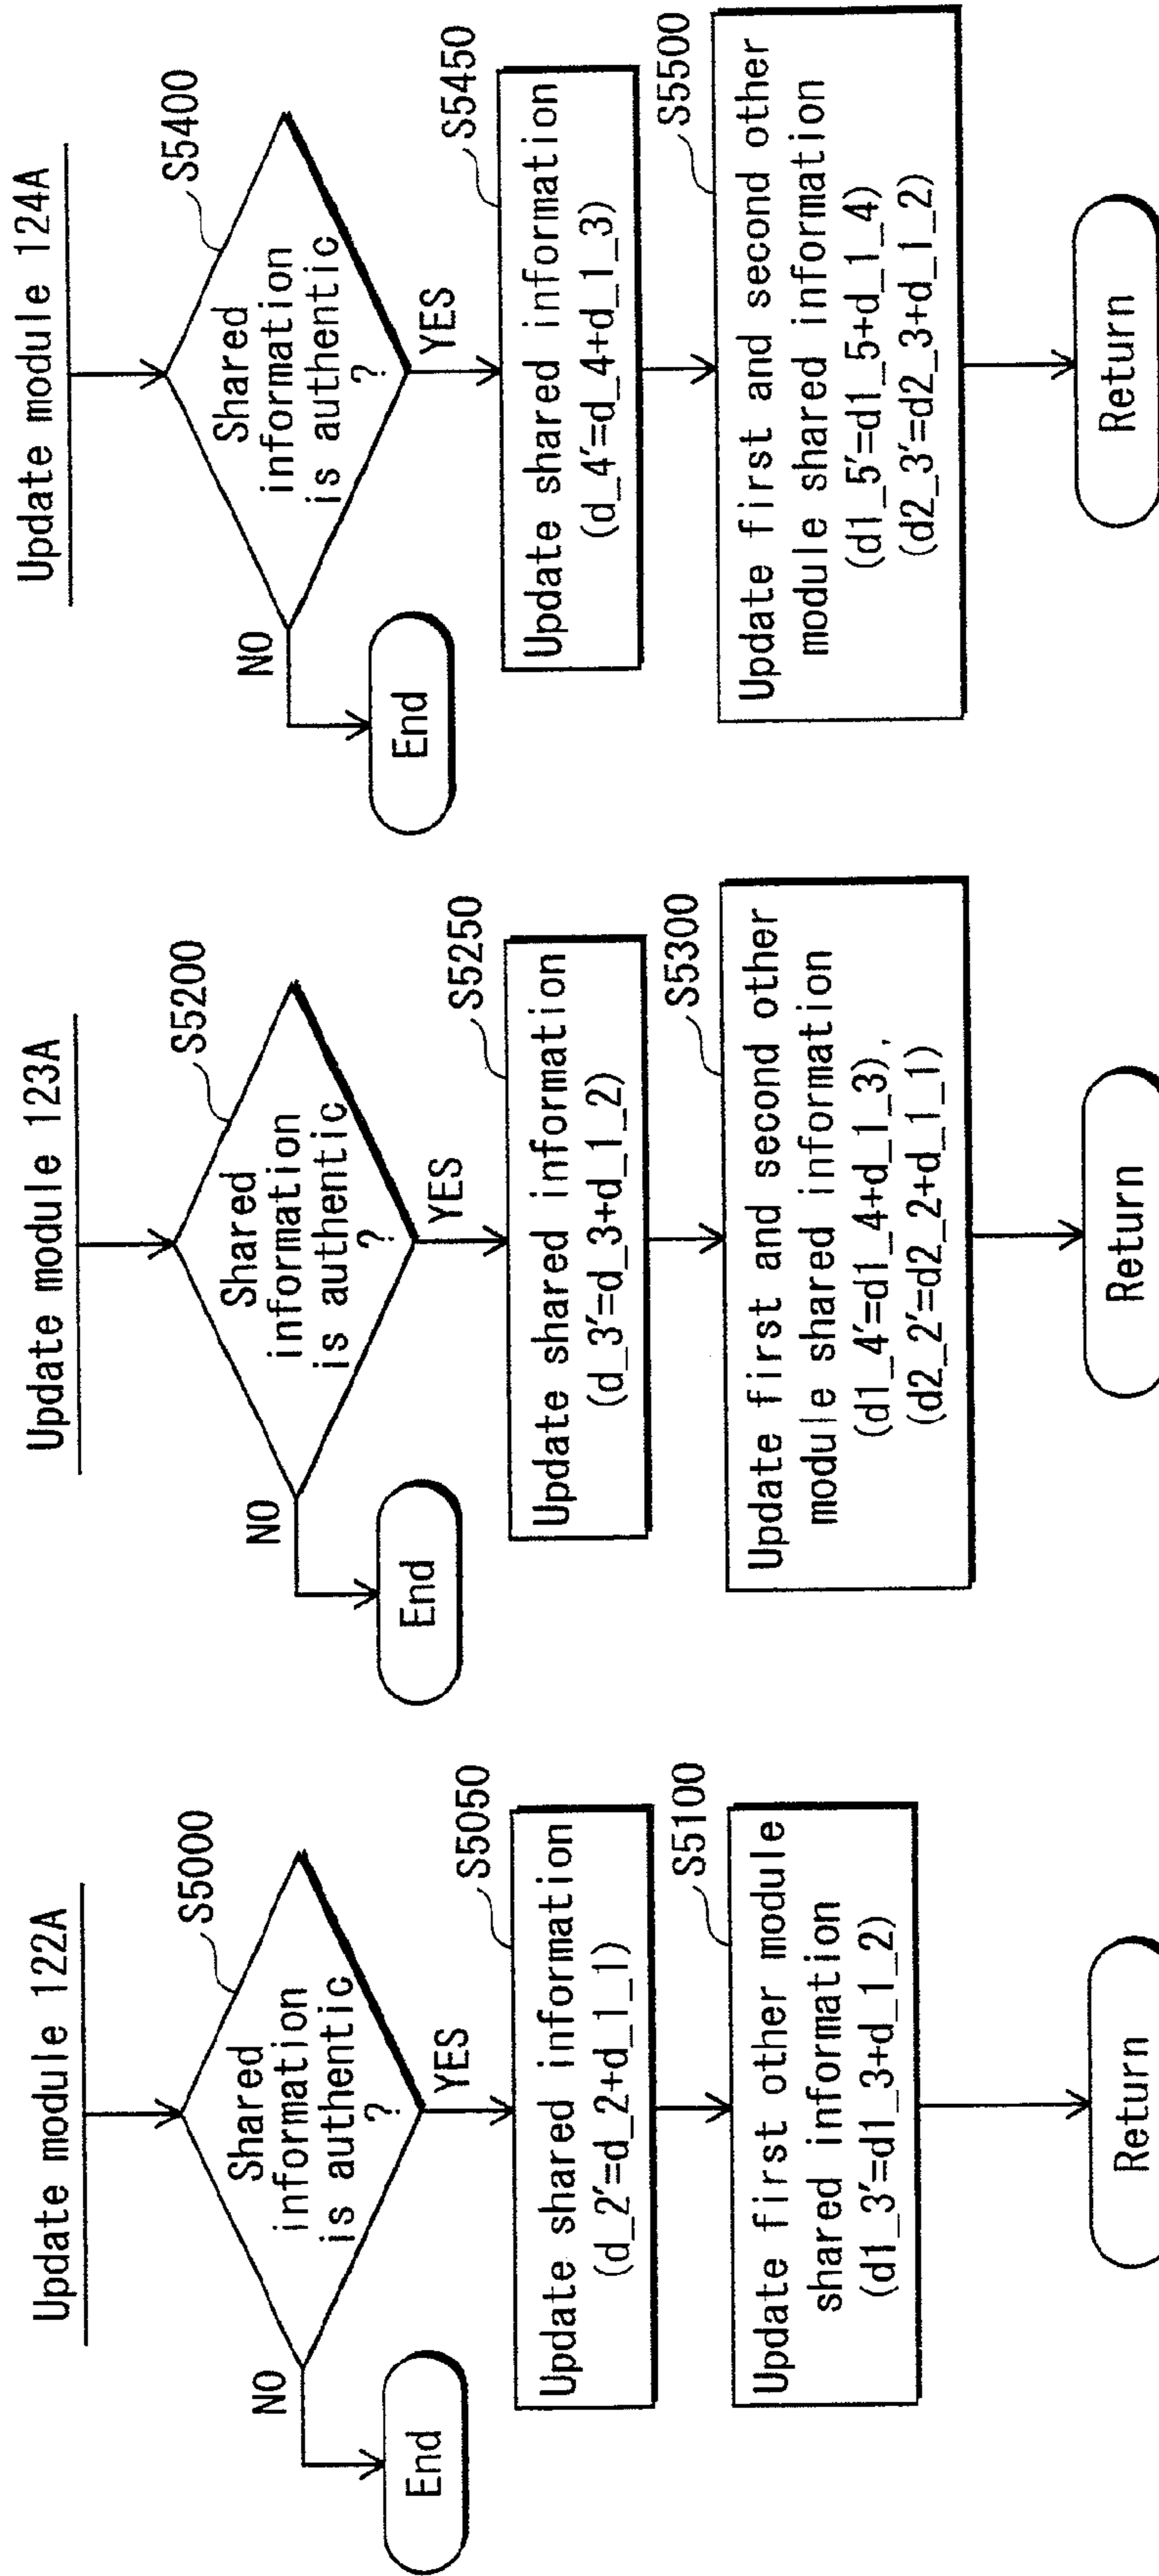 Update module 122A
S5000
Shared
information
is authentic
?
NO
YES
End
S5050
Update shared information
(d_2′=d_2+d_1_1)
S5100
Update first other module
shared information
(d1_3′=d1_3+d_1_2)
Return
Update module 123A
S5200
Shared
information
is authentic
?
NO
YES
End
S5250
Update shared information
(d_3′=d_3+d_1_2)
S5300
Update first and second other
module shared information
(d1_4′=d1_4+d_1_3),
(d2_2′=d2_2+d_1_1)
Return
Update module 124A
S5400
Shared
information
is authentic
?
NO
YES
End
S5450
Update shared information
(d_4′=d_4+d_1_3)
S5500
Update first and second other
module shared information
(d1_5′=d1_5+d_1_4)
(d2_3′=d2_3+d_1_2)
Return